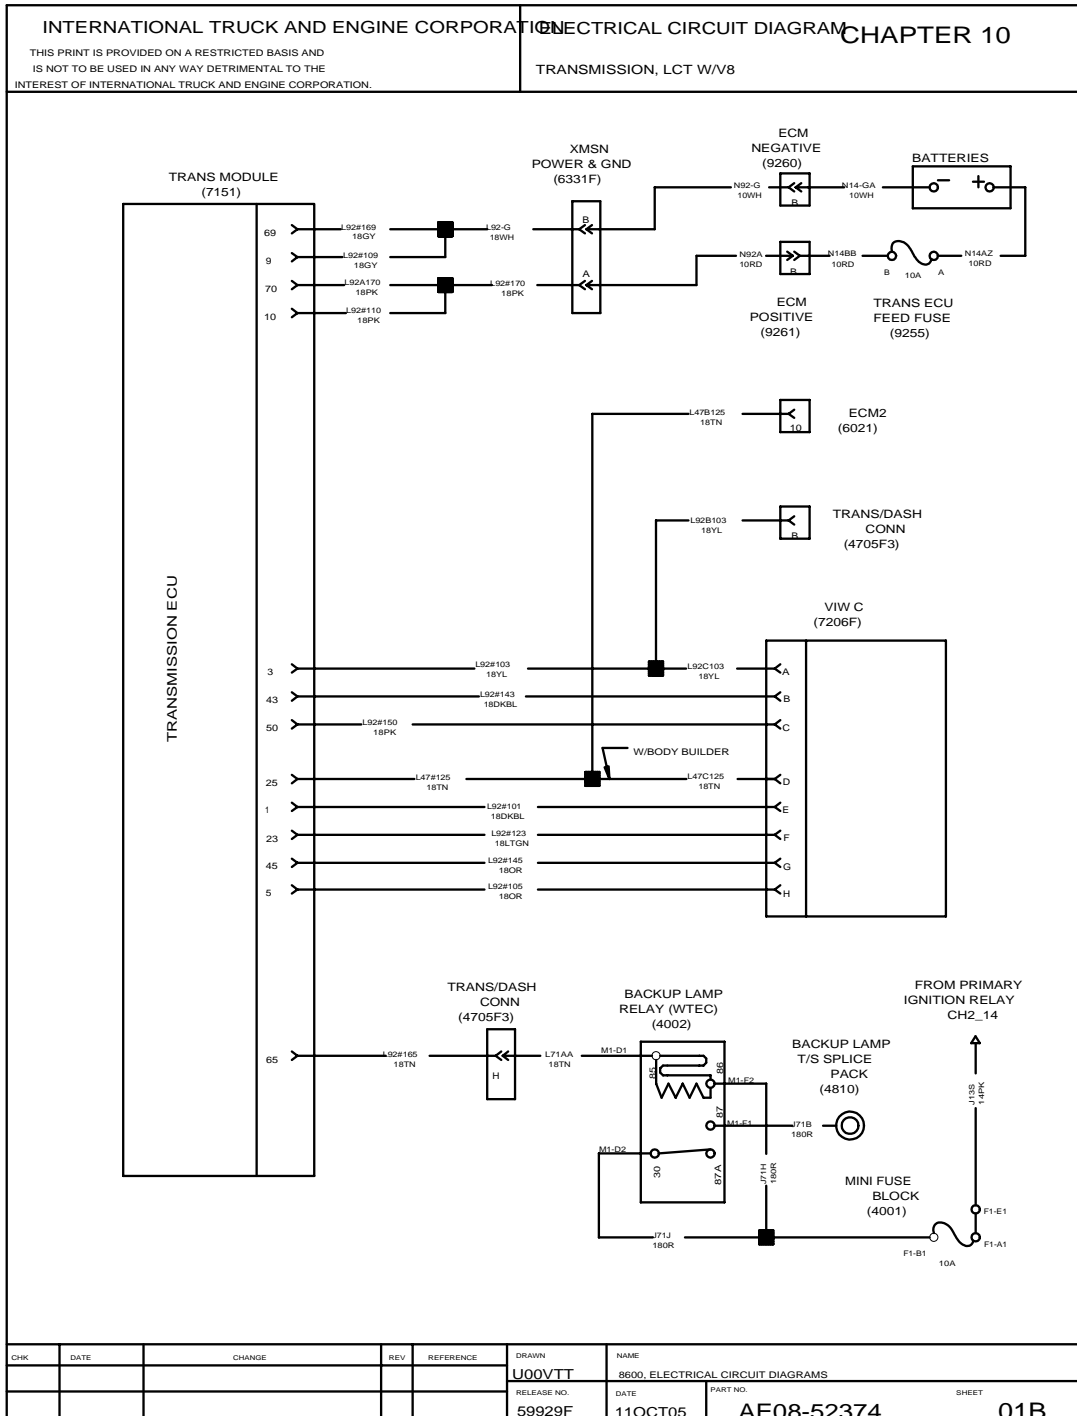 INTERNATIONAL TRUCK AND ENGINE CORPORATION
THIS PRINT IS PROVIDED ON A RESTRICTED BASIS AND
IS NOT TO BE USED IN ANY WAY DETRIMENTAL TO THE
INTEREST OF INTERNATIONAL TRUCK AND ENGINE CORPORATION.
ELECTRICAL CIRCUIT DIAGRAM
CHAPTER 10
TRANSMISSION, LCT W/V8
TRANS MODULE
(7151)
TRANSMISSION ECU
XMSN
POWER & GND
(6331F)
ECM
NEGATIVE
(9260)
BATTERIES
69
L92#169
18GY
L92-G
18WH
B
N92-G
10WH
B
N14-GA
10WH
− +
9
L92#109
18GY
70
L92A170
18PK
L92#170
18PK
A
N92A
10RD
B
N14BB
10RD
B
10A
A
N14AZ
10RD
10
L92#110
18PK
ECM
POSITIVE
(9261)
TRANS ECU
FEED FUSE
(9255)
L47B125
18TN
10
ECM2
(6021)
L92B103
18YL
B
TRANS/DASH
CONN
(4705F3)
VIW C
(7206F)
3
L92#103
18YL
L92C103
18YL
A
43
L92#143
18DKBL
B
50
L92#150
18PK
C
W/BODY BUILDER
25
L47#125
18TN
L47C125
18TN
D
1
L92#101
18DKBL
E
23
L92#123
18LTGN
F
45
L92#145
18OR
G
5
L92#105
18OR
H
TRANS/DASH
CONN
(4705F3)
BACKUP LAMP
RELAY (WTEC)
(4002)
FROM PRIMARY
IGNITION RELAY
CH2_14
65
L92#165
18TN
H
L71AA
18TN
M1-D1
85
86
M1-F2
87
M1-E1
M1-D2
30
87A
BACKUP LAMP
T/S SPLICE
PACK
(4810)
J71B
180R
J71H
180R
J13S
14PK
J71J
180R
MINI FUSE
BLOCK
(4001)
F1-E1
F1-A1
F1-B1
10A
CHK
DATE
CHANGE
REV
REFERENCE
DRAWN
U00VTT
NAME
8600, ELECTRICAL CIRCUIT DIAGRAMS
RELEASE NO.
59929F
DATE
11OCT05
PART NO.
AE08-52374
SHEET
01B